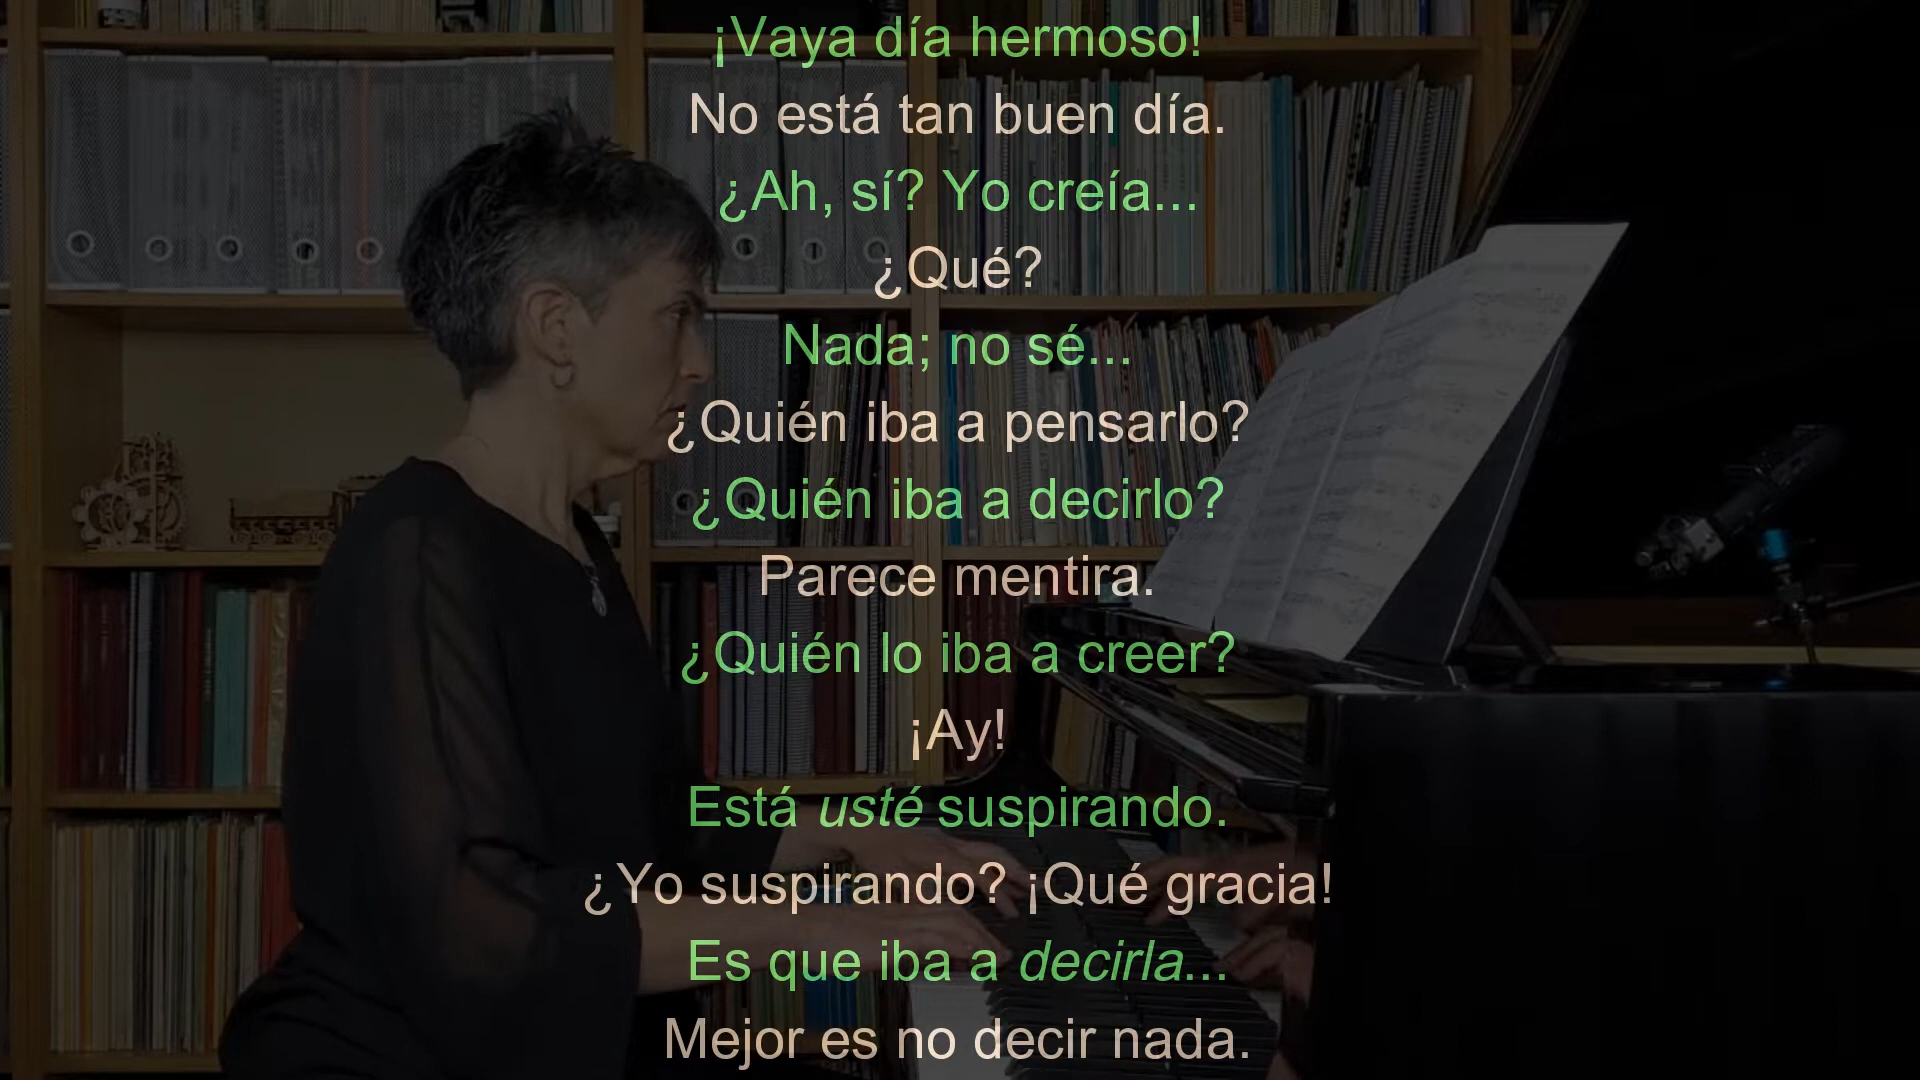 ¡Vaya día hermoso!
No está tan buen día.
¿Ah, sí? Yo creía...
¿Qué?
Nada; no sé...
¿Quién iba a pensarlo?
¿Quién iba a decirlo?
Parece mentira.
¿Quién lo iba a creer?
¡Ay!
Está usté suspirando.
¿Yo suspirando? ¡Qué gracia!
Es que iba a decirla...
Mejor es no decir nada.